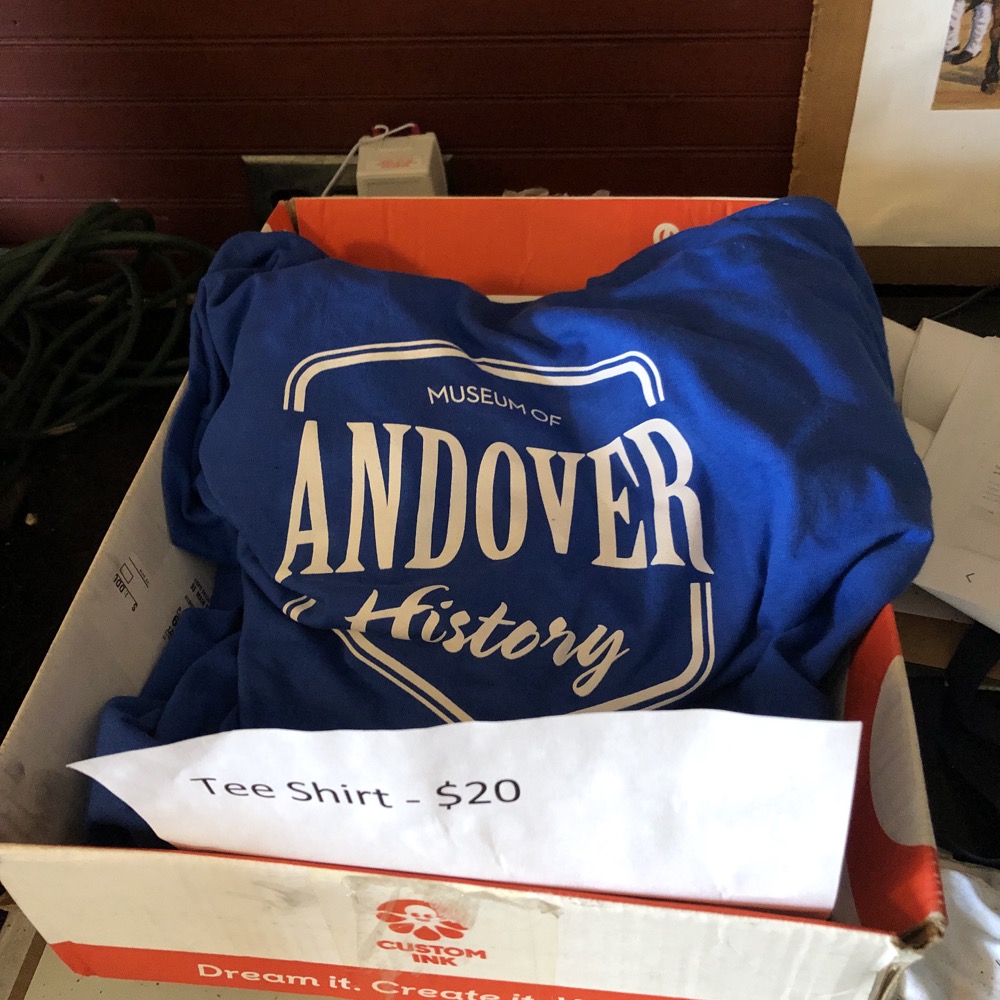 MUSEUM OF
ANDOVER
History
Tee Shirt - $20
CUSTOM
INK
Dream it. Create it.